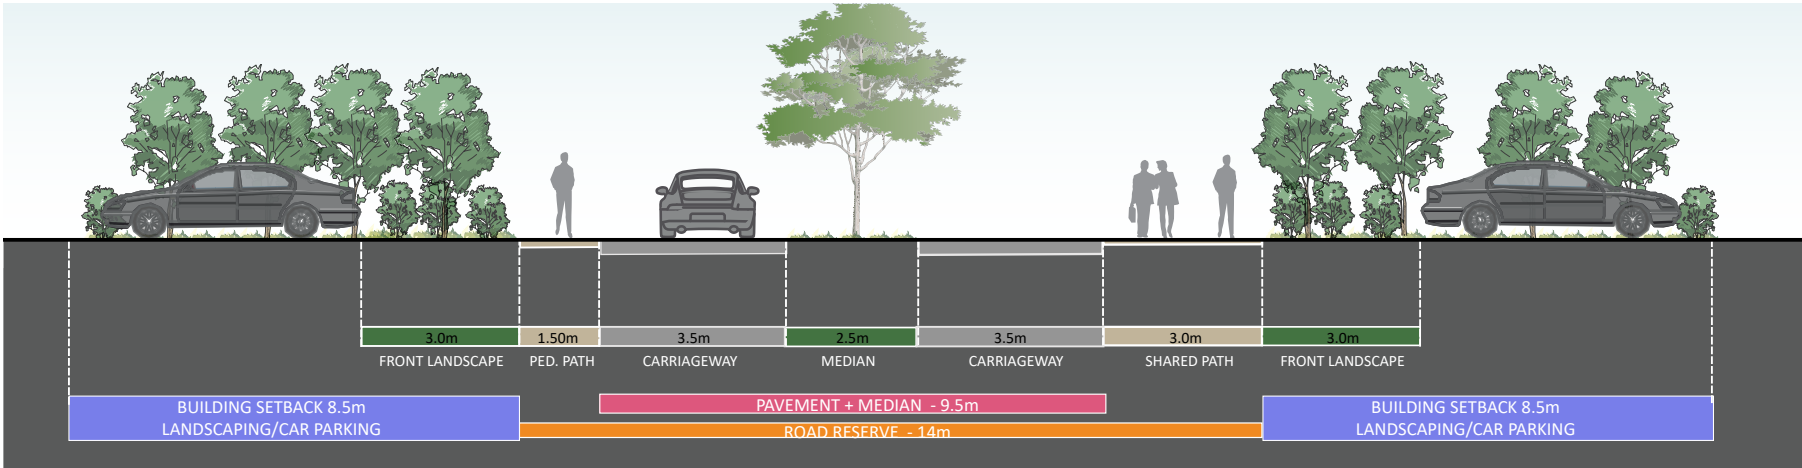 3.0m 1.50m 3.5m 2.5m 3.5m 3.0m 3.0m
FRONT LANDSCAPE PED. PATH CARRIAGEWAY MEDIAN CARRIAGEWAY SHARED PATH FRONT LANDSCAPE
BUILDING SETBACK 8.5m
LANDSCAPING/CAR PARKING
PAVEMENT + MEDIAN - 9.5m
ROAD RESERVE - 14m
BUILDING SETBACK 8.5m
LANDSCAPING/CAR PARKING